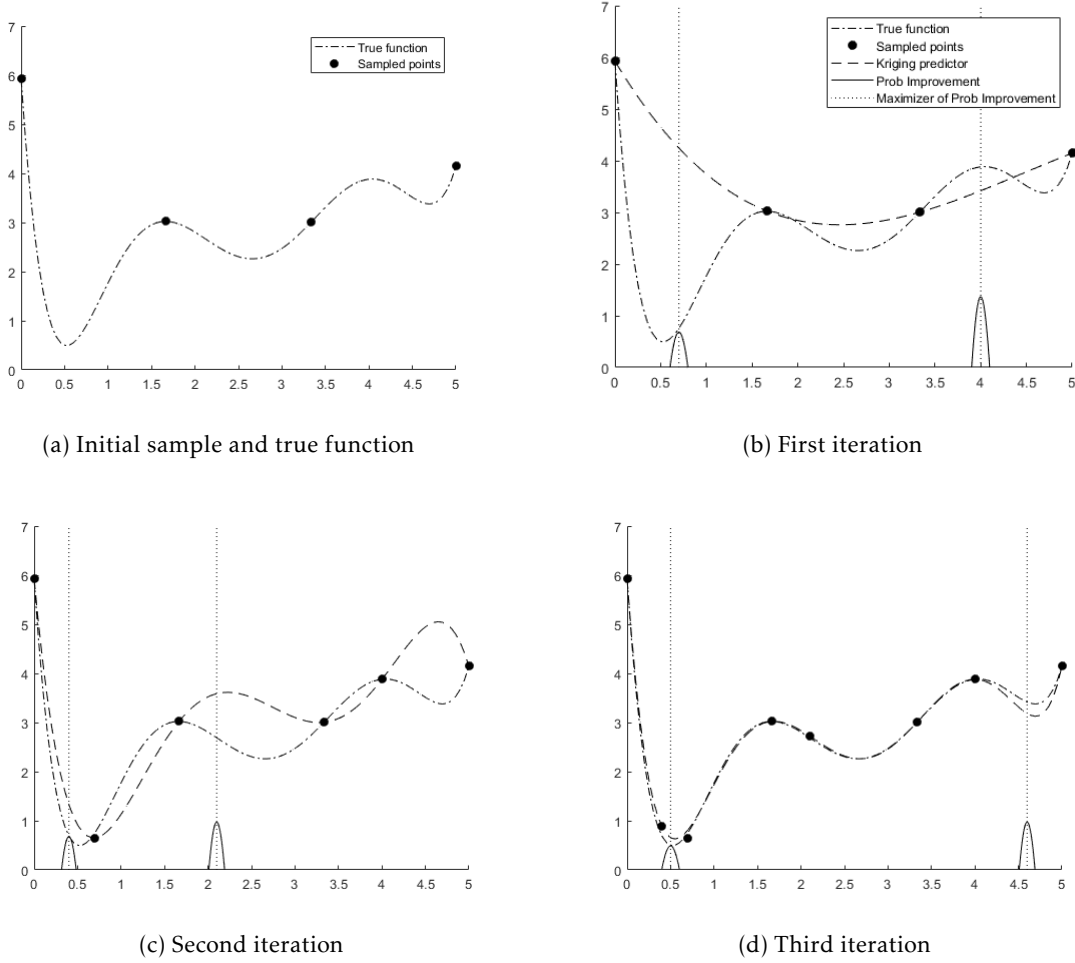 7
6
5
4
3
2
1
0
0 0.5 1 1.5 2 2.5 3 3.5 4 4.5 5
True function
Sampled points
(a) Initial sample and true function
7
6
5
4
3
2
1
0
0 0.5 1 1.5 2 2.5 3 3.5 4 4.5 5
True function
Sampled points
Kriging predictor
Prob Improvement
Maximizer of Prob Improvement
(b) First iteration
7
6
5
4
3
2
1
0
0 0.5 1 1.5 2 2.5 3 3.5 4 4.5 5
(c) Second iteration
7
6
5
4
3
2
1
0
0 0.5 1 1.5 2 2.5 3 3.5 4 4.5 5
(d) Third iteration